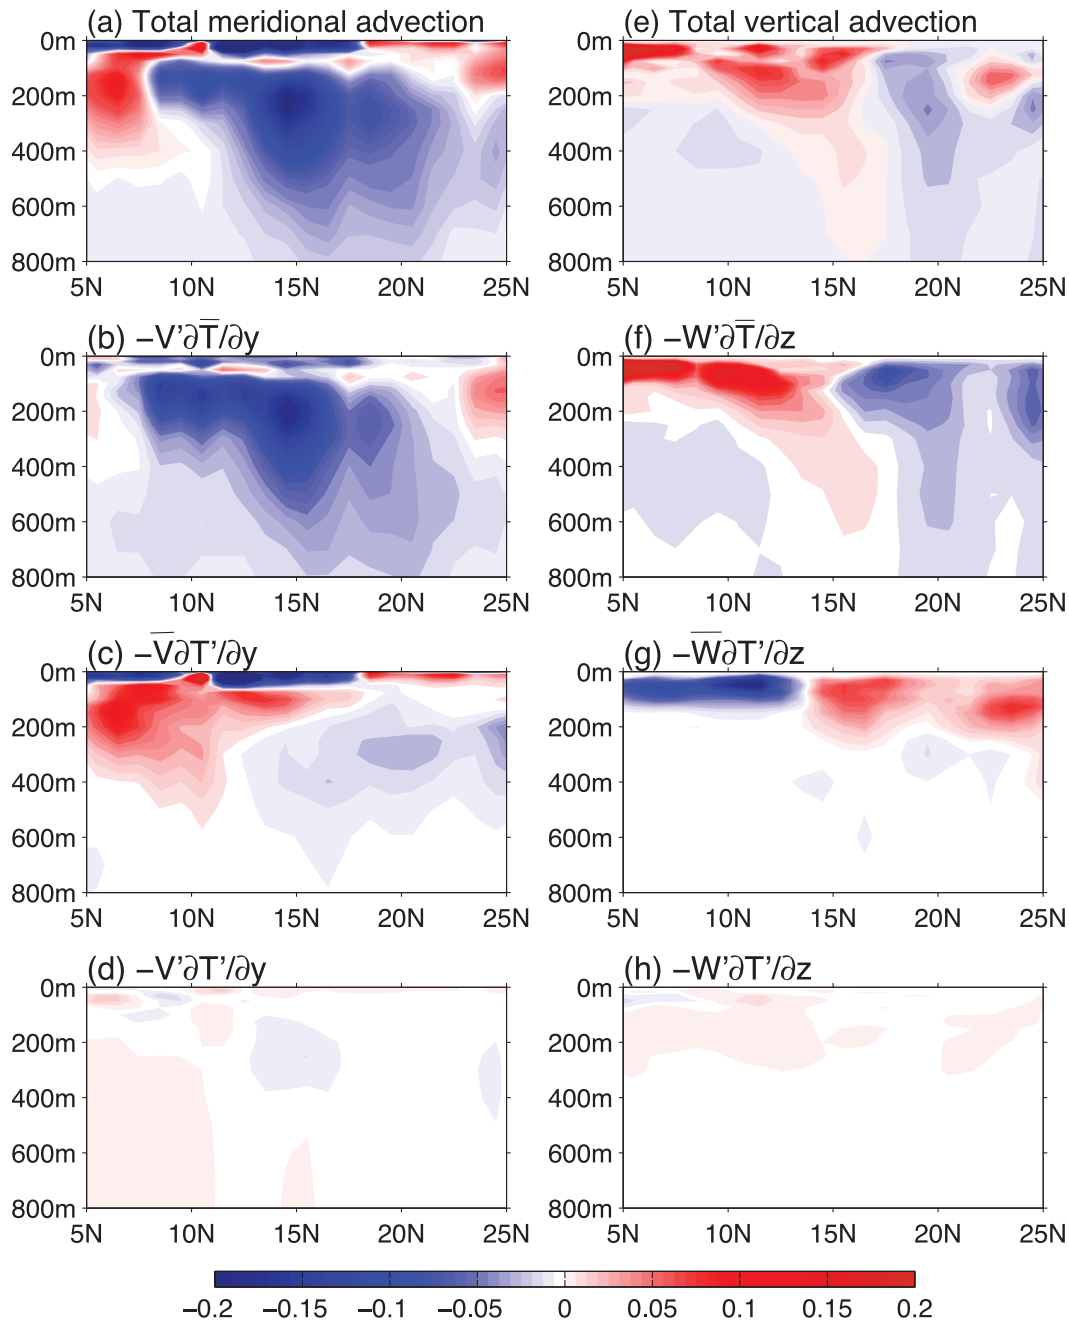 (a) Total meridional advection
0m
200m
400m
600m
800m
5N 10N 15N 20N 25N
(e) Total vertical advection
0m
200m
400m
600m
800m
5N 10N 15N 20N 25N
(b) −V'∂T̅/∂y
0m
200m
400m
600m
800m
5N 10N 15N 20N 25N
(f) −W'∂T̅/∂z
0m
200m
400m
600m
800m
5N 10N 15N 20N 25N
(c) −V̅∂T'/∂y
0m
200m
400m
600m
800m
5N 10N 15N 20N 25N
(g) −W̅∂T'/∂z
0m
200m
400m
600m
800m
5N 10N 15N 20N 25N
(d) −V'∂T'/∂y
0m
200m
400m
600m
800m
5N 10N 15N 20N 25N
(h) −W'∂T'/∂z
0m
200m
400m
600m
800m
5N 10N 15N 20N 25N
−0.2 −0.15 −0.1 −0.05 0 0.05 0.1 0.15 0.2